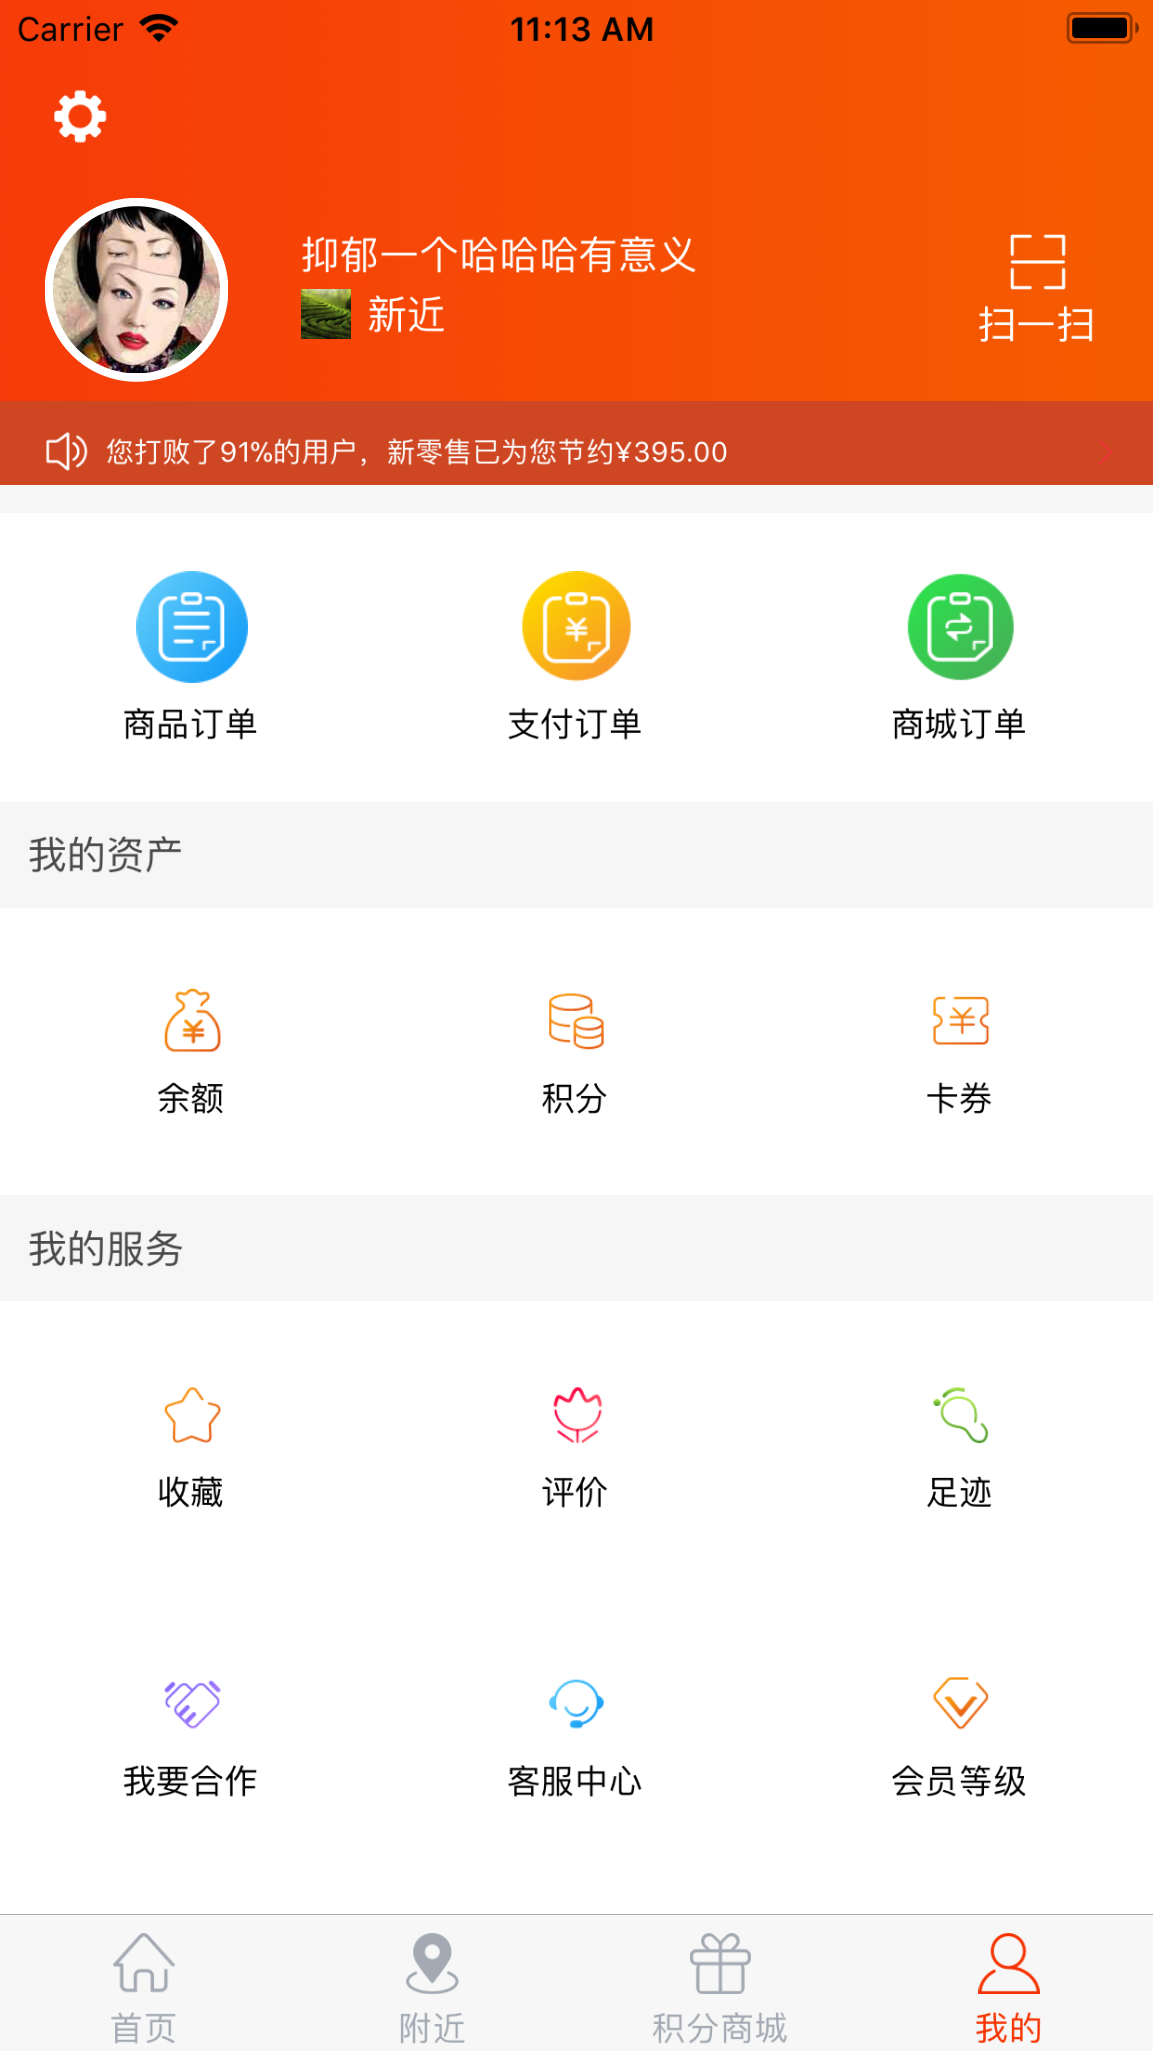 Carrier 11:13 AM
抑郁一个哈哈哈有意义
新近
扫一扫
您打败了91%的用户，新零售已为您节约¥395.00
商品订单 支付订单 商城订单
我的资产
余额 积分 卡券
我的服务
收藏 评价 足迹
我要合作 客服中心 会员等级
首页 附近 积分商城 我的